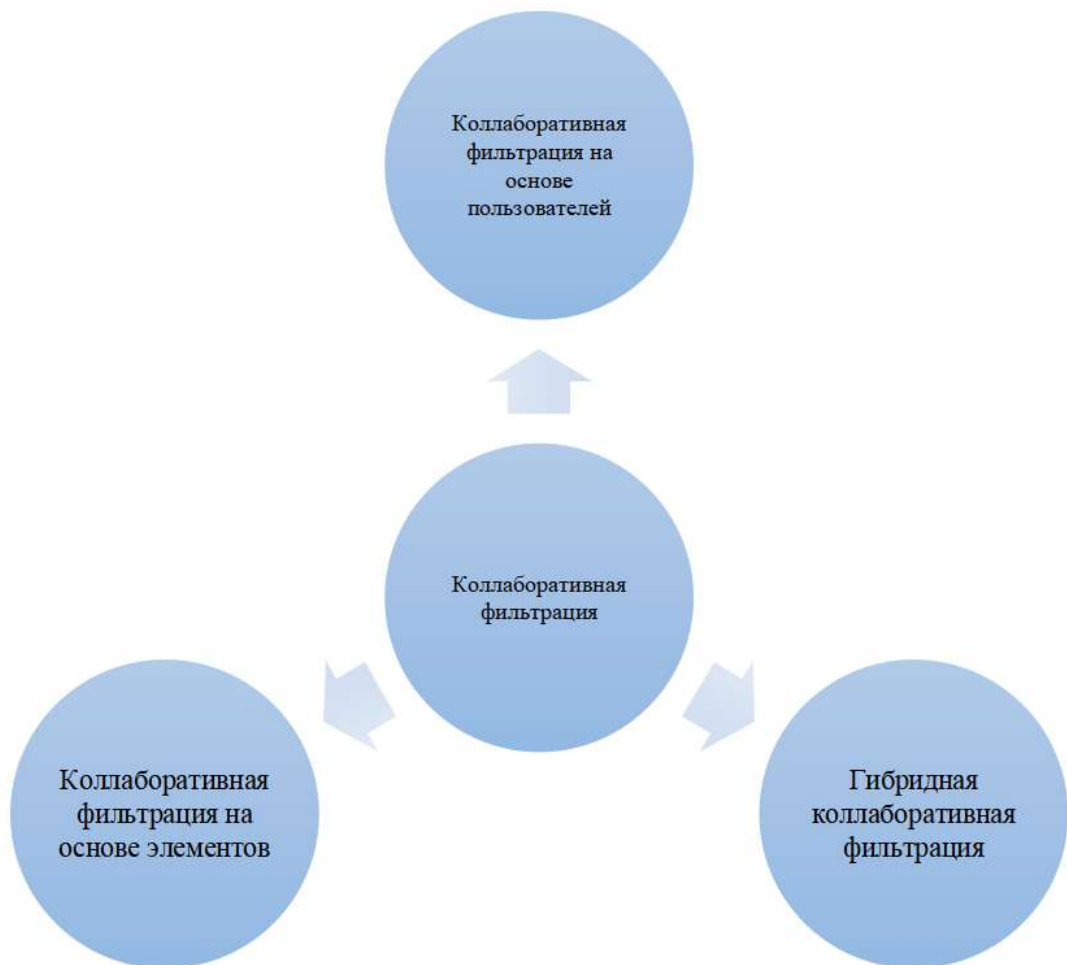 Коллаборативная
фильтрация на
основе
пользователей
Коллаборативная
фильтрация
Коллаборативная
фильтрация на
основе элементов
Гибридная
коллаборативная
фильтрация